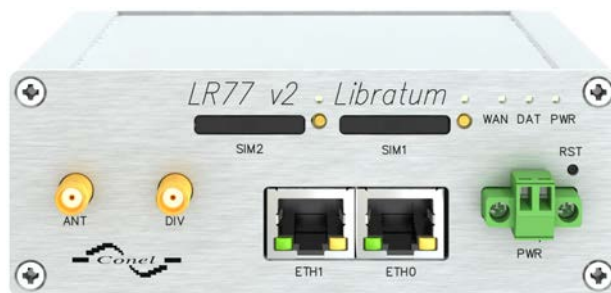 LR77 v2 Libratum
WAN DAT PWR
SIM2 SIM1
RST
ANT DIV
Conel
ETH1 ETH0
PWR